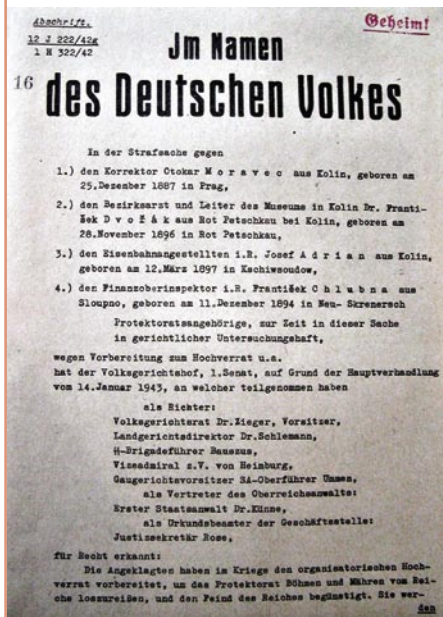 Abschrift.
Geheim!
12 J 222/42g
1 H 322/42
16
Jm Namen
des Deutschen Volkes
In der Strafsache gegen
1.) den Korrektor Otokar M o r a v e c aus Kolin, geboren am
25.Dezember 1887 in Prag,
2.) den Bezirksarzt und Leiter des Museums in Kolin Dr. Franti-
šek D v o ř á k aus Rot Petschkau bei Kolin, geboren am
28.November 1896 in Rot Petschkau,
3.) den Eisenbahnangestellten i.R. Josef A d r i a n aus Kolin,
geboren am 12.März 1897 in Kschiwsoudow,
4.) den Finanzoberinspektor i.R. František C h l u b n a aus
Sloupno, geboren am 11.Dezember 1894 in Neu- Skrenersch
Protektoratsangehörige, zur Zeit in dieser Sache
in gerichtlicher Untersuchungshaft,
wegen Vorbereitung zum Hochverrat u.a.
hat der Volksgerichtshof, 1.Senat, auf Grund der Hauptverhandlung
vom 14.Januar 1943, an welcher teilgenommen haben
als Richter:
Volksgerichtsrat Dr.Zieger, Vorsitzer,
Landgerichtsdirektor Dr.Schlemann,
SS-Brigadeführer Bauszus,
Vizeadmiral z.V. von Heimburg,
Gaugerichtsvorsitzer SA-Oberführer Ummen,
als Vertreter des Oberreichsanwalts:
Erster Staatsanwalt Dr.Künne,
als Urkundsbeamter der Geschäftsstelle:
Justizsekretär Rose,
für Recht erkannt:
Die Angeklagten haben im Kriege den organisatorischen Hoch-
verrat vorbereitet, um das Protektorat Böhmen und Mähren vom Rei-
che loszureißen, und den Feind des Reiches begünstigt. Sie wer-
den